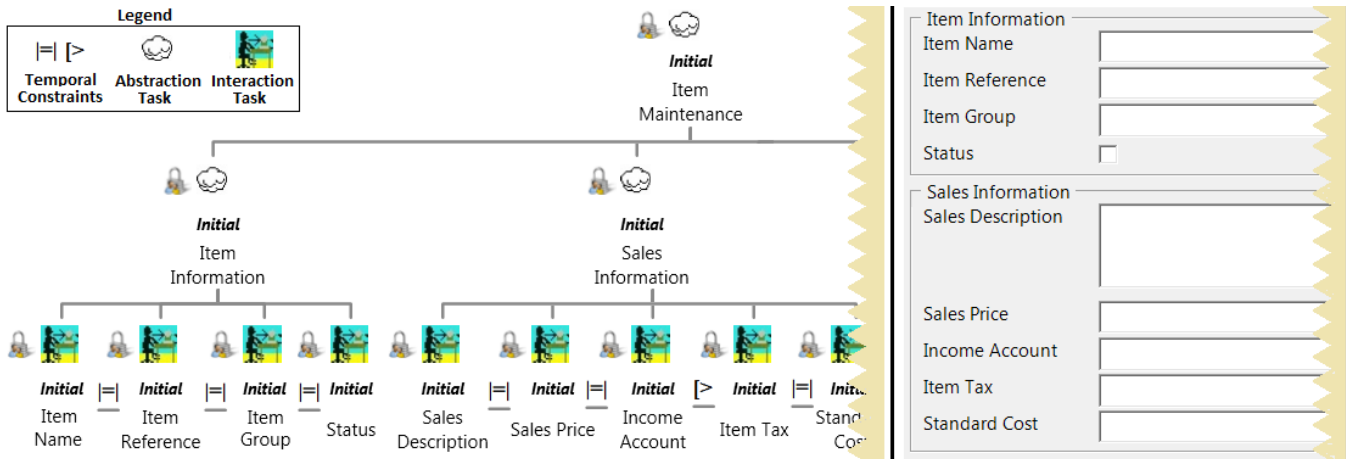 Legend
|=| [>
Temporal Abstraction Interaction
Constraints Task Task
Initial
Item
Maintenance
Initial
Item
Information
Initial
Sales
Information
Initial |=| Initial |=| Initial |=| Initial
Item Name
Item Reference
Item Group
Status
Initial |=| Initial |=| Initial [> Initial |=|
Sales Description
Sales Price
Income Account
Item Tax
Item Information
Item Name
Item Reference
Item Group
Status
Sales Information
Sales Description
Sales Price
Income Account
Item Tax
Standard Cost